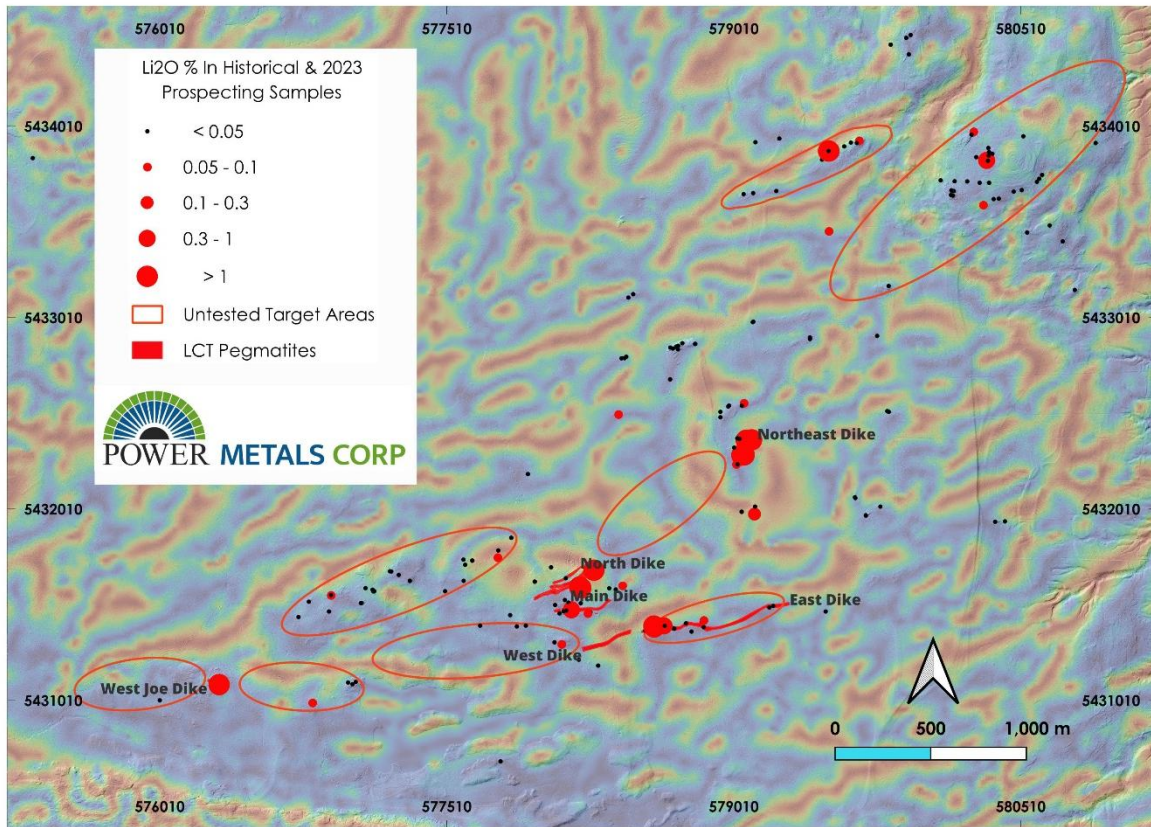 576010 577510 579010 580510
Li2O % In Historical & 2023
Prospecting Samples
< 0.05
0.05 - 0.1
0.1 - 0.3
0.3 - 1
> 1
Untested Target Areas
LCT Pegmatites
POWER METALS CORP
5434010 5434010
5433010 5433010
Northeast Dike
5432010 5432010
North Dike
Main Dike
East Dike
West Dike
West Joe Dike
5431010 5431010
0 500 1,000 m
576010 577510 579010 580510